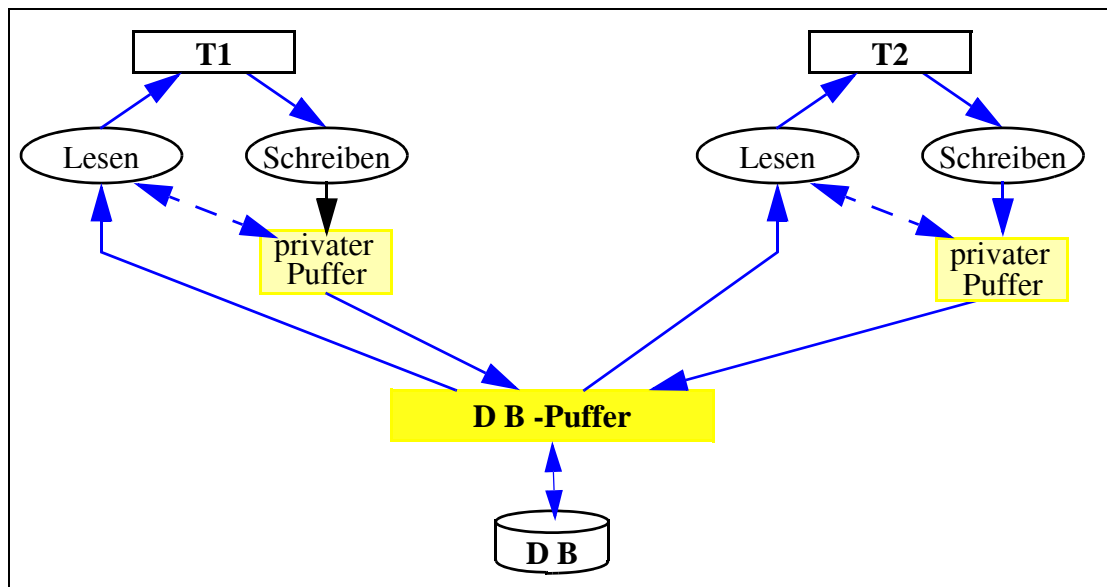 T1
T2
Lesen
Schreiben
Lesen
Schreiben
privater
Puffer
privater
Puffer
D B -Puffer
D B